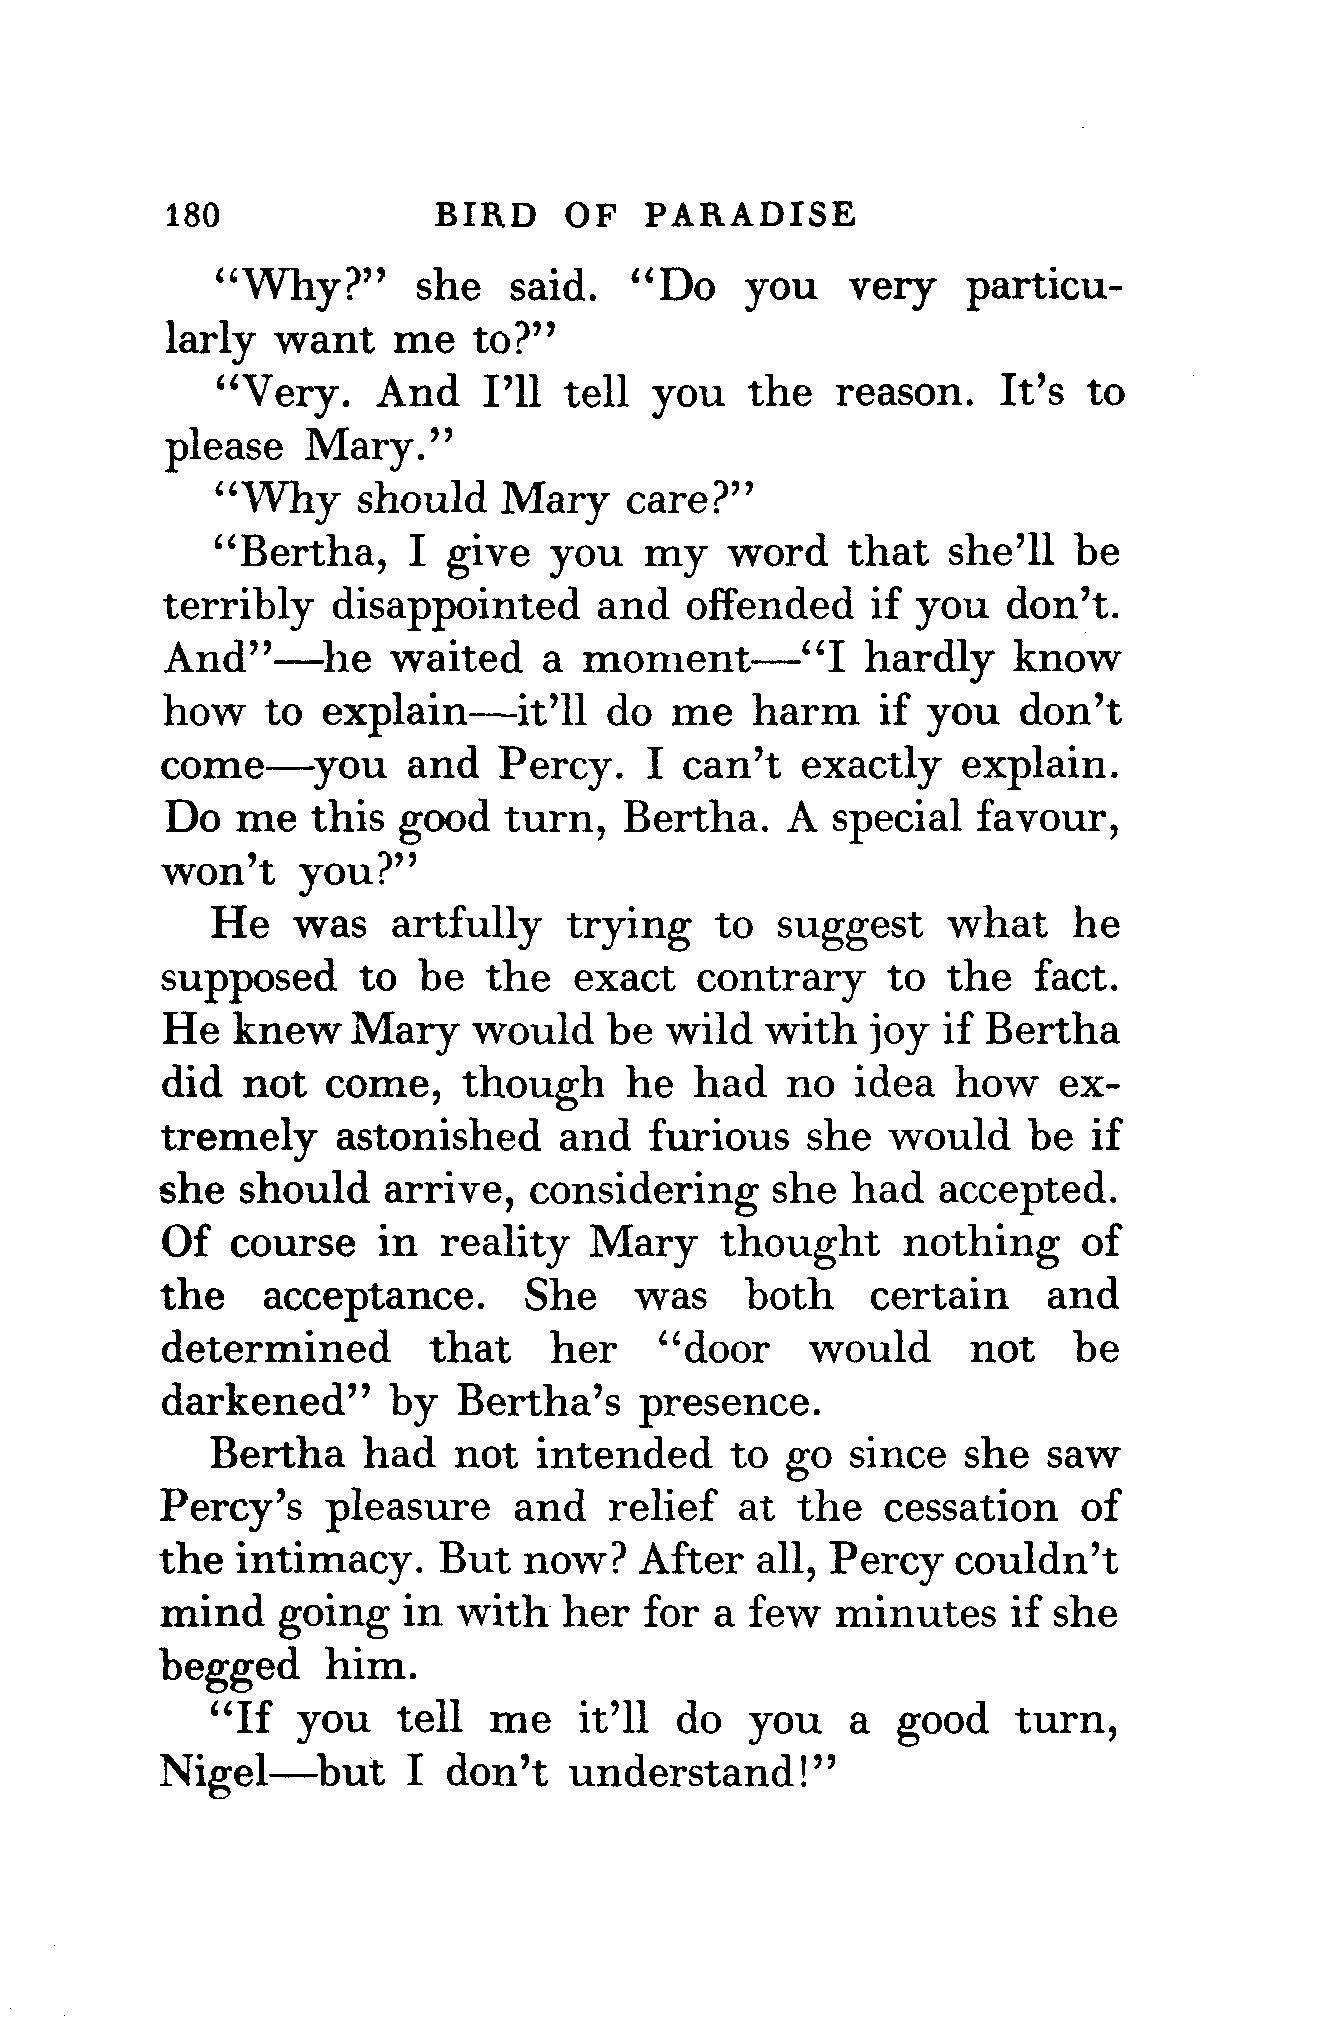 180 BIRD OF PARADISE
“Why?” she said. “Do you very particu-
larly want me to?”
“Very. And I’ll tell you the reason. It’s to
please Mary.”
“Why should Mary care?”
“Bertha, I give you my word that she’ll be
terribly disappointed and offended if you don’t.
And”—he waited a moment—“I hardly know
how to explain—it’ll do me harm if you don’t
come—you and Percy. I can’t exactly explain.
Do me this good turn, Bertha. A special favour,
won’t you?”
He was artfully trying to suggest what he
supposed to be the exact contrary to the fact.
He knew Mary would be wild with joy if Bertha
did not come, though he had no idea how ex-
tremely astonished and furious she would be if
she should arrive, considering she had accepted.
Of course in reality Mary thought nothing of
the acceptance. She was both certain and
determined that her “door would not be
darkened” by Bertha’s presence.
Bertha had not intended to go since she saw
Percy’s pleasure and relief at the cessation of
the intimacy. But now? After all, Percy couldn’t
mind going in with her for a few minutes if she
begged him.
“If you tell me it’ll do you a good turn,
Nigel—but I don’t understand!”